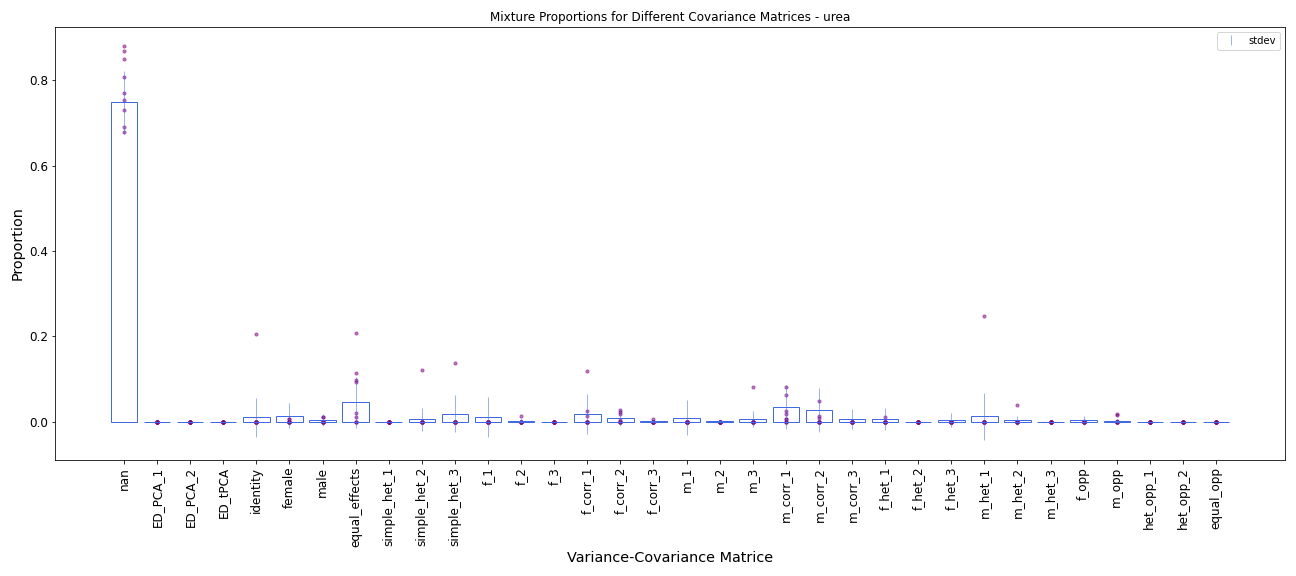 Mixture Proportions for Different Covariance Matrices - urea
stdev
Proportion
0.8
0.6
0.4
0.2
0.0
nan
ED_PCA_1
ED_PCA_2
ED_tPCA
identity
female
male
equal_effects
simple_het_1
simple_het_2
simple_het_3
f_1
f_2
f_3
f_corr_1
f_corr_2
f_corr_3
m_1
m_2
m_3
m_corr_1
m_corr_2
m_corr_3
f_het_1
f_het_2
f_het_3
m_het_1
m_het_2
m_het_3
f_opp
m_opp
het_opp_1
het_opp_2
equal_opp
Variance-Covariance Matrice